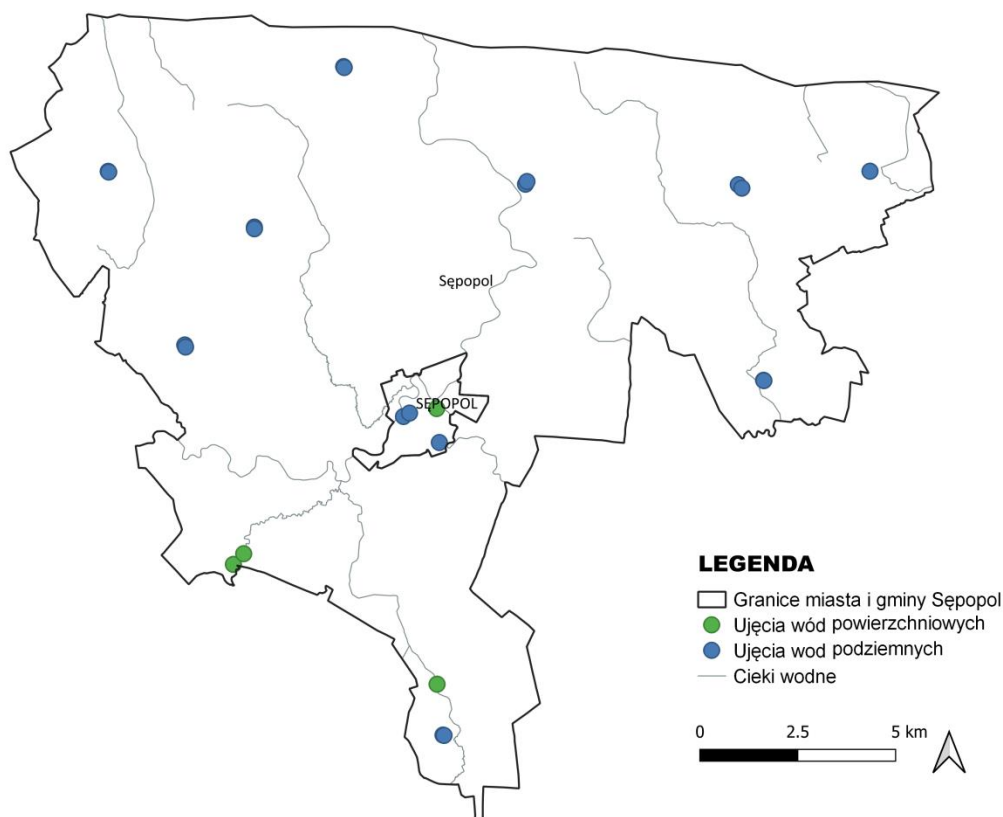 Sępopol
SĘPOPOL
LEGENDA
Granice miasta i gminy Sępopol
Ujęcia wód powierzchniowych
Ujęcia wod podziemnych
Cieki wodne
0 2.5 5 km